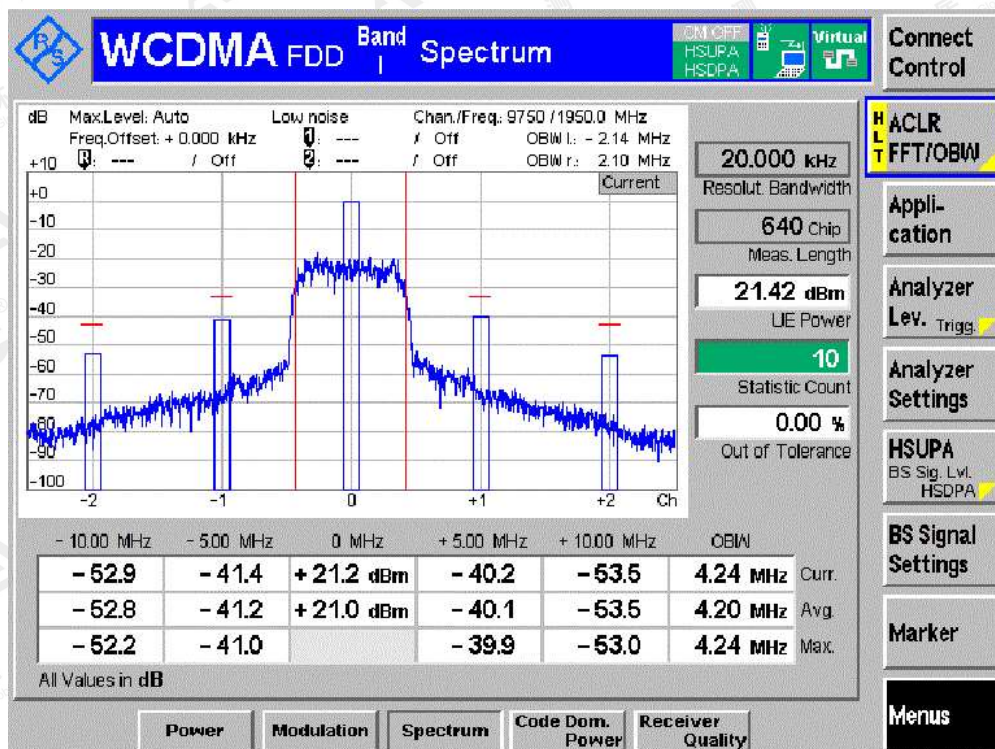 R/S
WCDMA FDD Band I Spectrum
CM OFF
HSUPA
HSDPA
Virtual
Connect
Control
dB Max.Level: Auto Low noise Chan./Freq.: 9750 / 1950.0 MHz
Freq.Offset: + 0.000 kHz 1: --- / Off OBW l.: - 2.14 MHz
+10 R: --- / Off 2: --- / Off OBW r.: 2.10 MHz
Current
+0
-10
-20
-30
-40
-50
-60
-70
-80
-90
-100
-2 -1 0 +1 +2 Ch
20.000 kHz
Resolut. Bandwidth
640 Chip
Meas. Length
21.42 dBm
UE Power
10
Statistic Count
0.00 %
Out of Tolerance
- 10.00 MHz - 5.00 MHz 0 MHz + 5.00 MHz + 10.00 MHz OBW
- 52.9 - 41.4 + 21.2 dBm - 40.2 - 53.5 4.24 MHz Curr.
- 52.8 - 41.2 + 21.0 dBm - 40.1 - 53.5 4.20 MHz Avg.
- 52.2 - 41.0 - 39.9 - 53.0 4.24 MHz Max.
All Values in dB
H L T
ACLR
FFT/OBW
Appli-
cation
Analyzer
Lev. Trigg.
Analyzer
Settings
HSUPA
BS Sig. Lvl.
HSDPA
BS Signal
Settings
Marker
Menus
Power Modulation Spectrum Code Dom. Power Receiver Quality